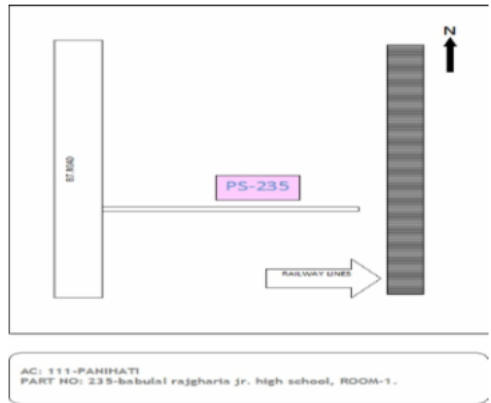 N
BT.ROAD
PS-235
RAILWAY LINES
AC: 111-PANIHATI
PART NO: 235-babulal rajgharia jr. high school, ROOM-1.